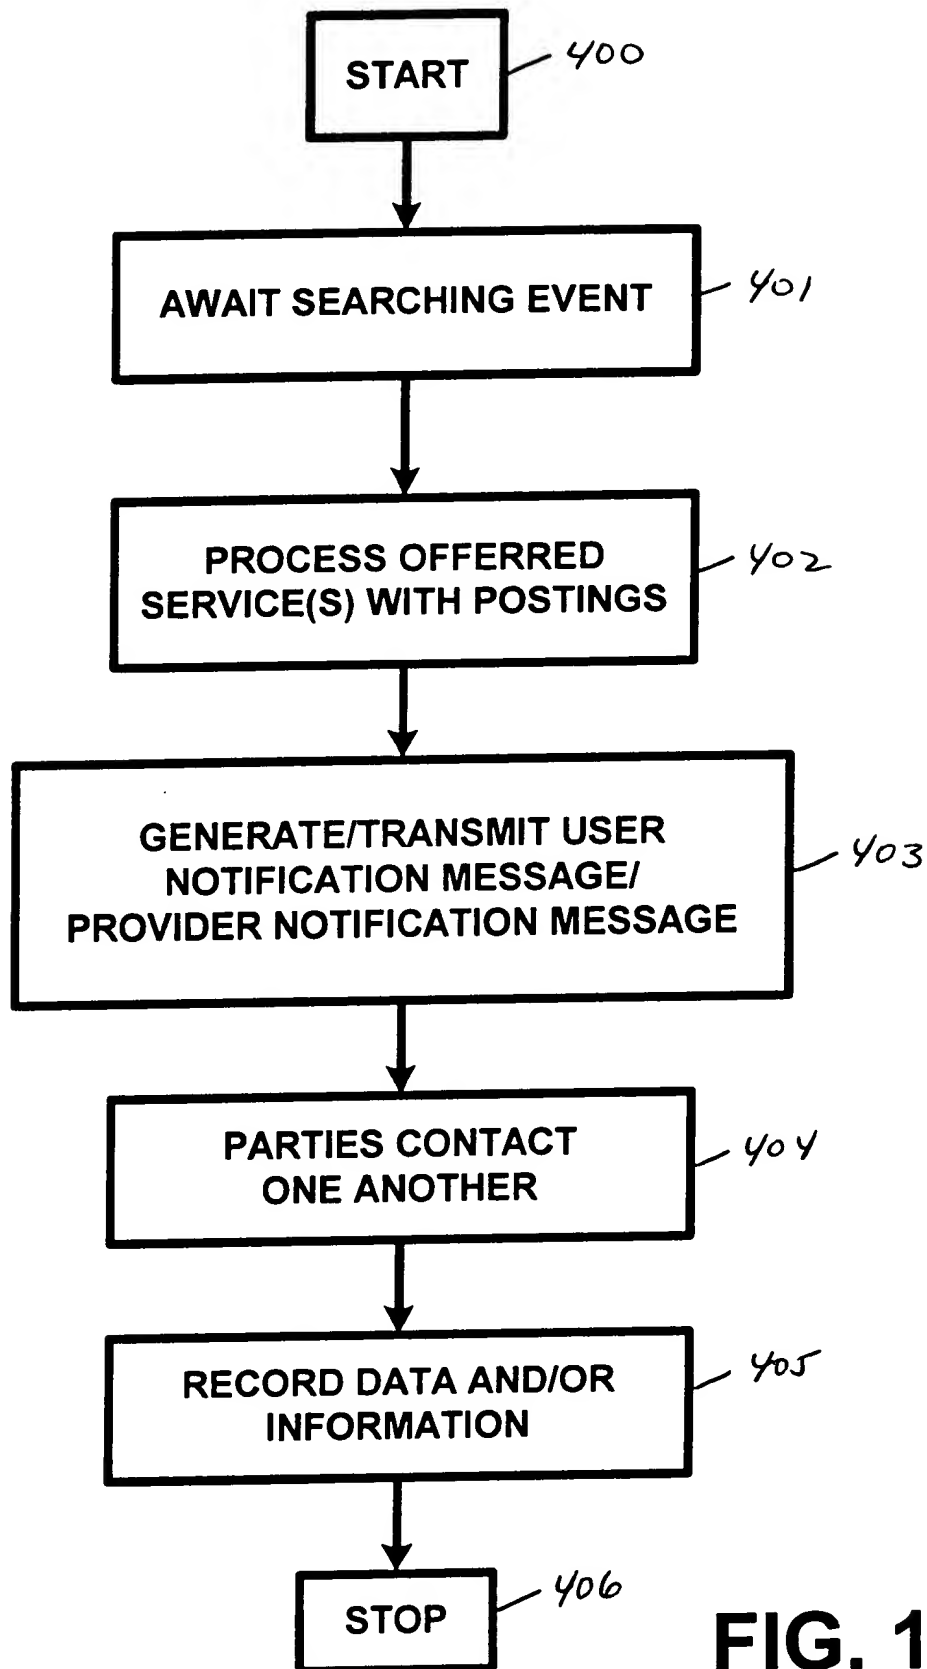 START
400
AWAIT SEARCHING EVENT
401
PROCESS OFFERRED
SERVICE(S) WITH POSTINGS
402
GENERATE/TRANSMIT USER
NOTIFICATION MESSAGE/
PROVIDER NOTIFICATION MESSAGE
403
PARTIES CONTACT
ONE ANOTHER
404
RECORD DATA AND/OR
INFORMATION
405
STOP
406
FIG. 1